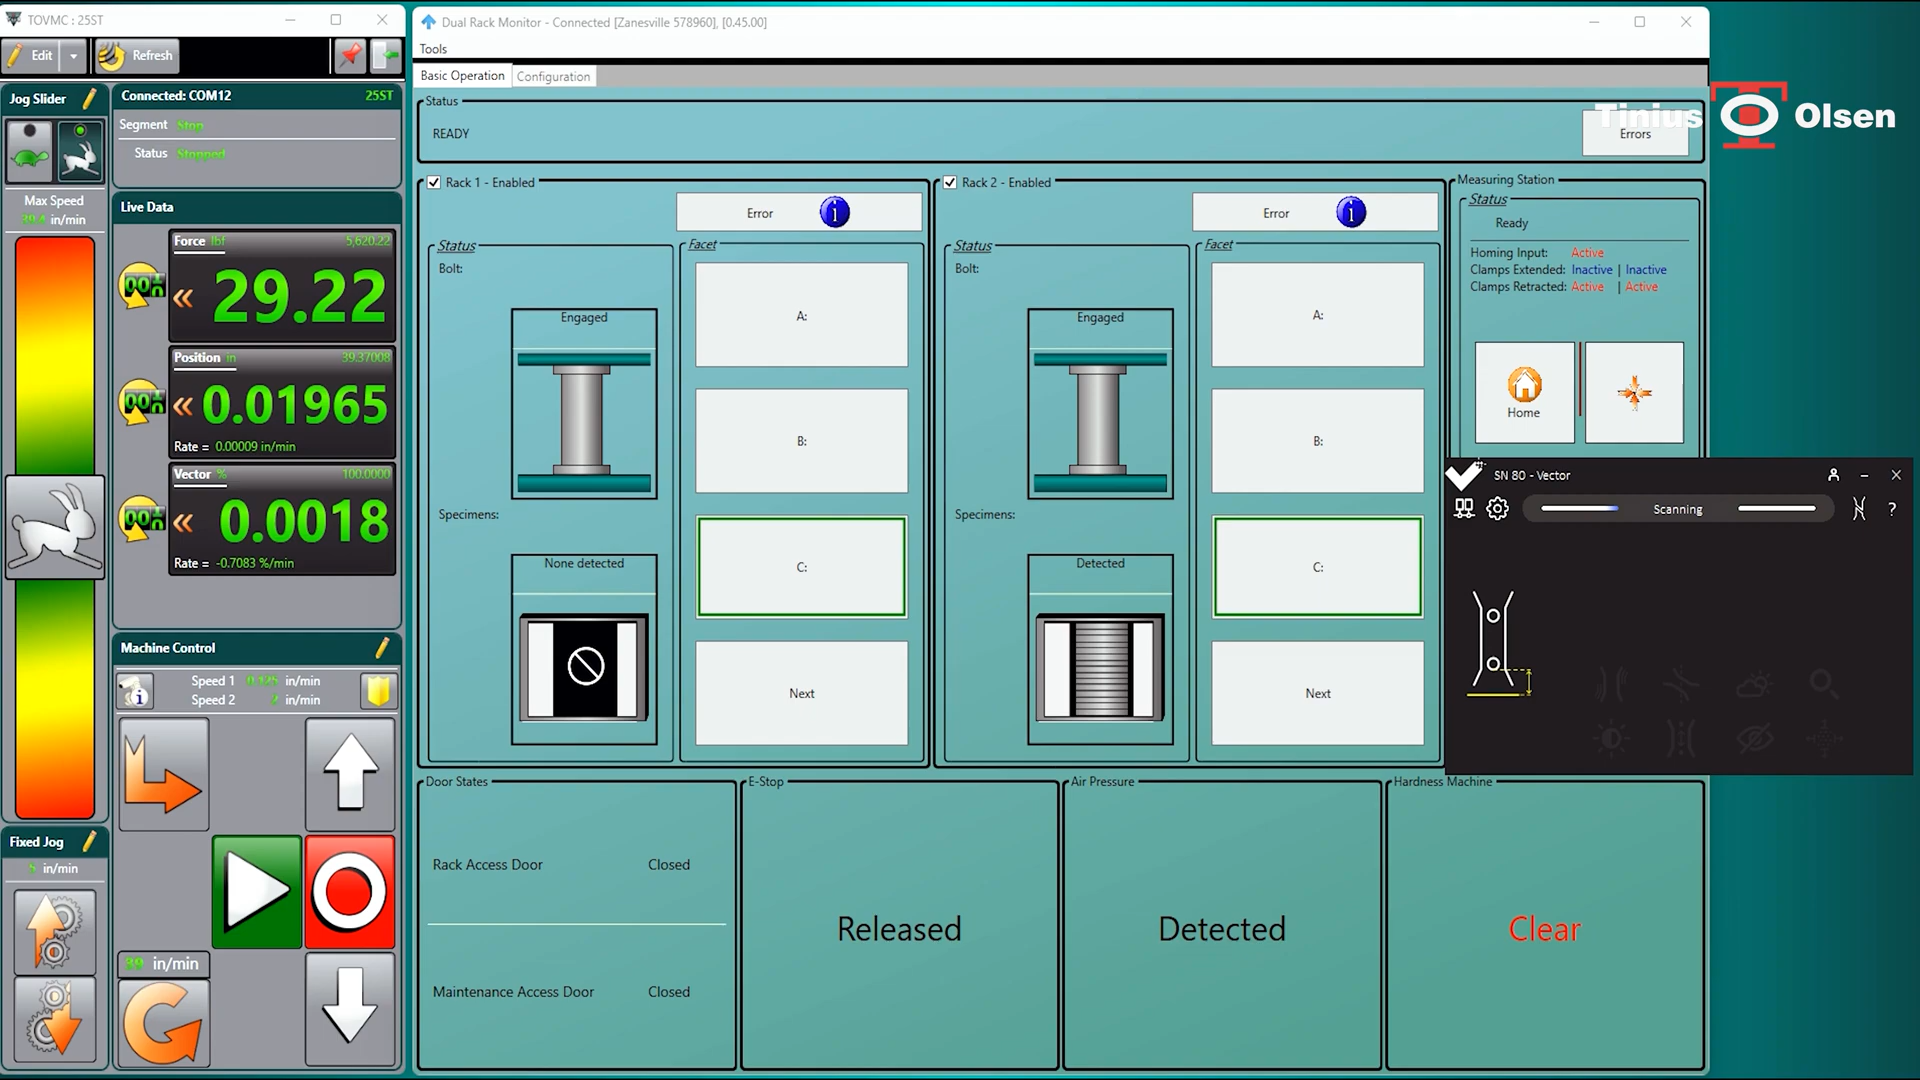 TOVMC : 25ST
Edit
Refresh
Jog Slider
Max Speed
39.4 in/min
Connected: COM12
25ST
Segment Stop
Status Stopped
Live Data
Force lbf
5,620.22
29.22
Position in
39.37008
0.01965
Rate = 0.00009 in/min
Vector %
100.0000
0.0018
Rate = -0.7083 %/min
Machine Control
Speed 1 0.125 in/min
Speed 2 2 in/min
Fixed Jog
in/min
39 in/min
Dual Rack Monitor - Connected [Zanesville 578960], [0.45.00]
Tools
Basic Operation
Configuration
Status
READY
Errors
Tinius Olsen
Rack 1 - Enabled
Error
Status
Bolt:
Engaged
Specimens:
None detected
Facet
A:
B:
C:
Next
Rack 2 - Enabled
Error
Status
Bolt:
Engaged
Specimens:
Detected
Facet
A:
B:
C:
Next
Measuring Station
Status
Ready
Homing Input: Active
Clamps Extended: Inactive | Inactive
Clamps Retracted: Active | Active
Home
SN 80 - Vector
Scanning
?
Door States
Rack Access Door Closed
Maintenance Access Door Closed
E-Stop
Released
Air Pressure
Detected
Hardness Machine
Clear